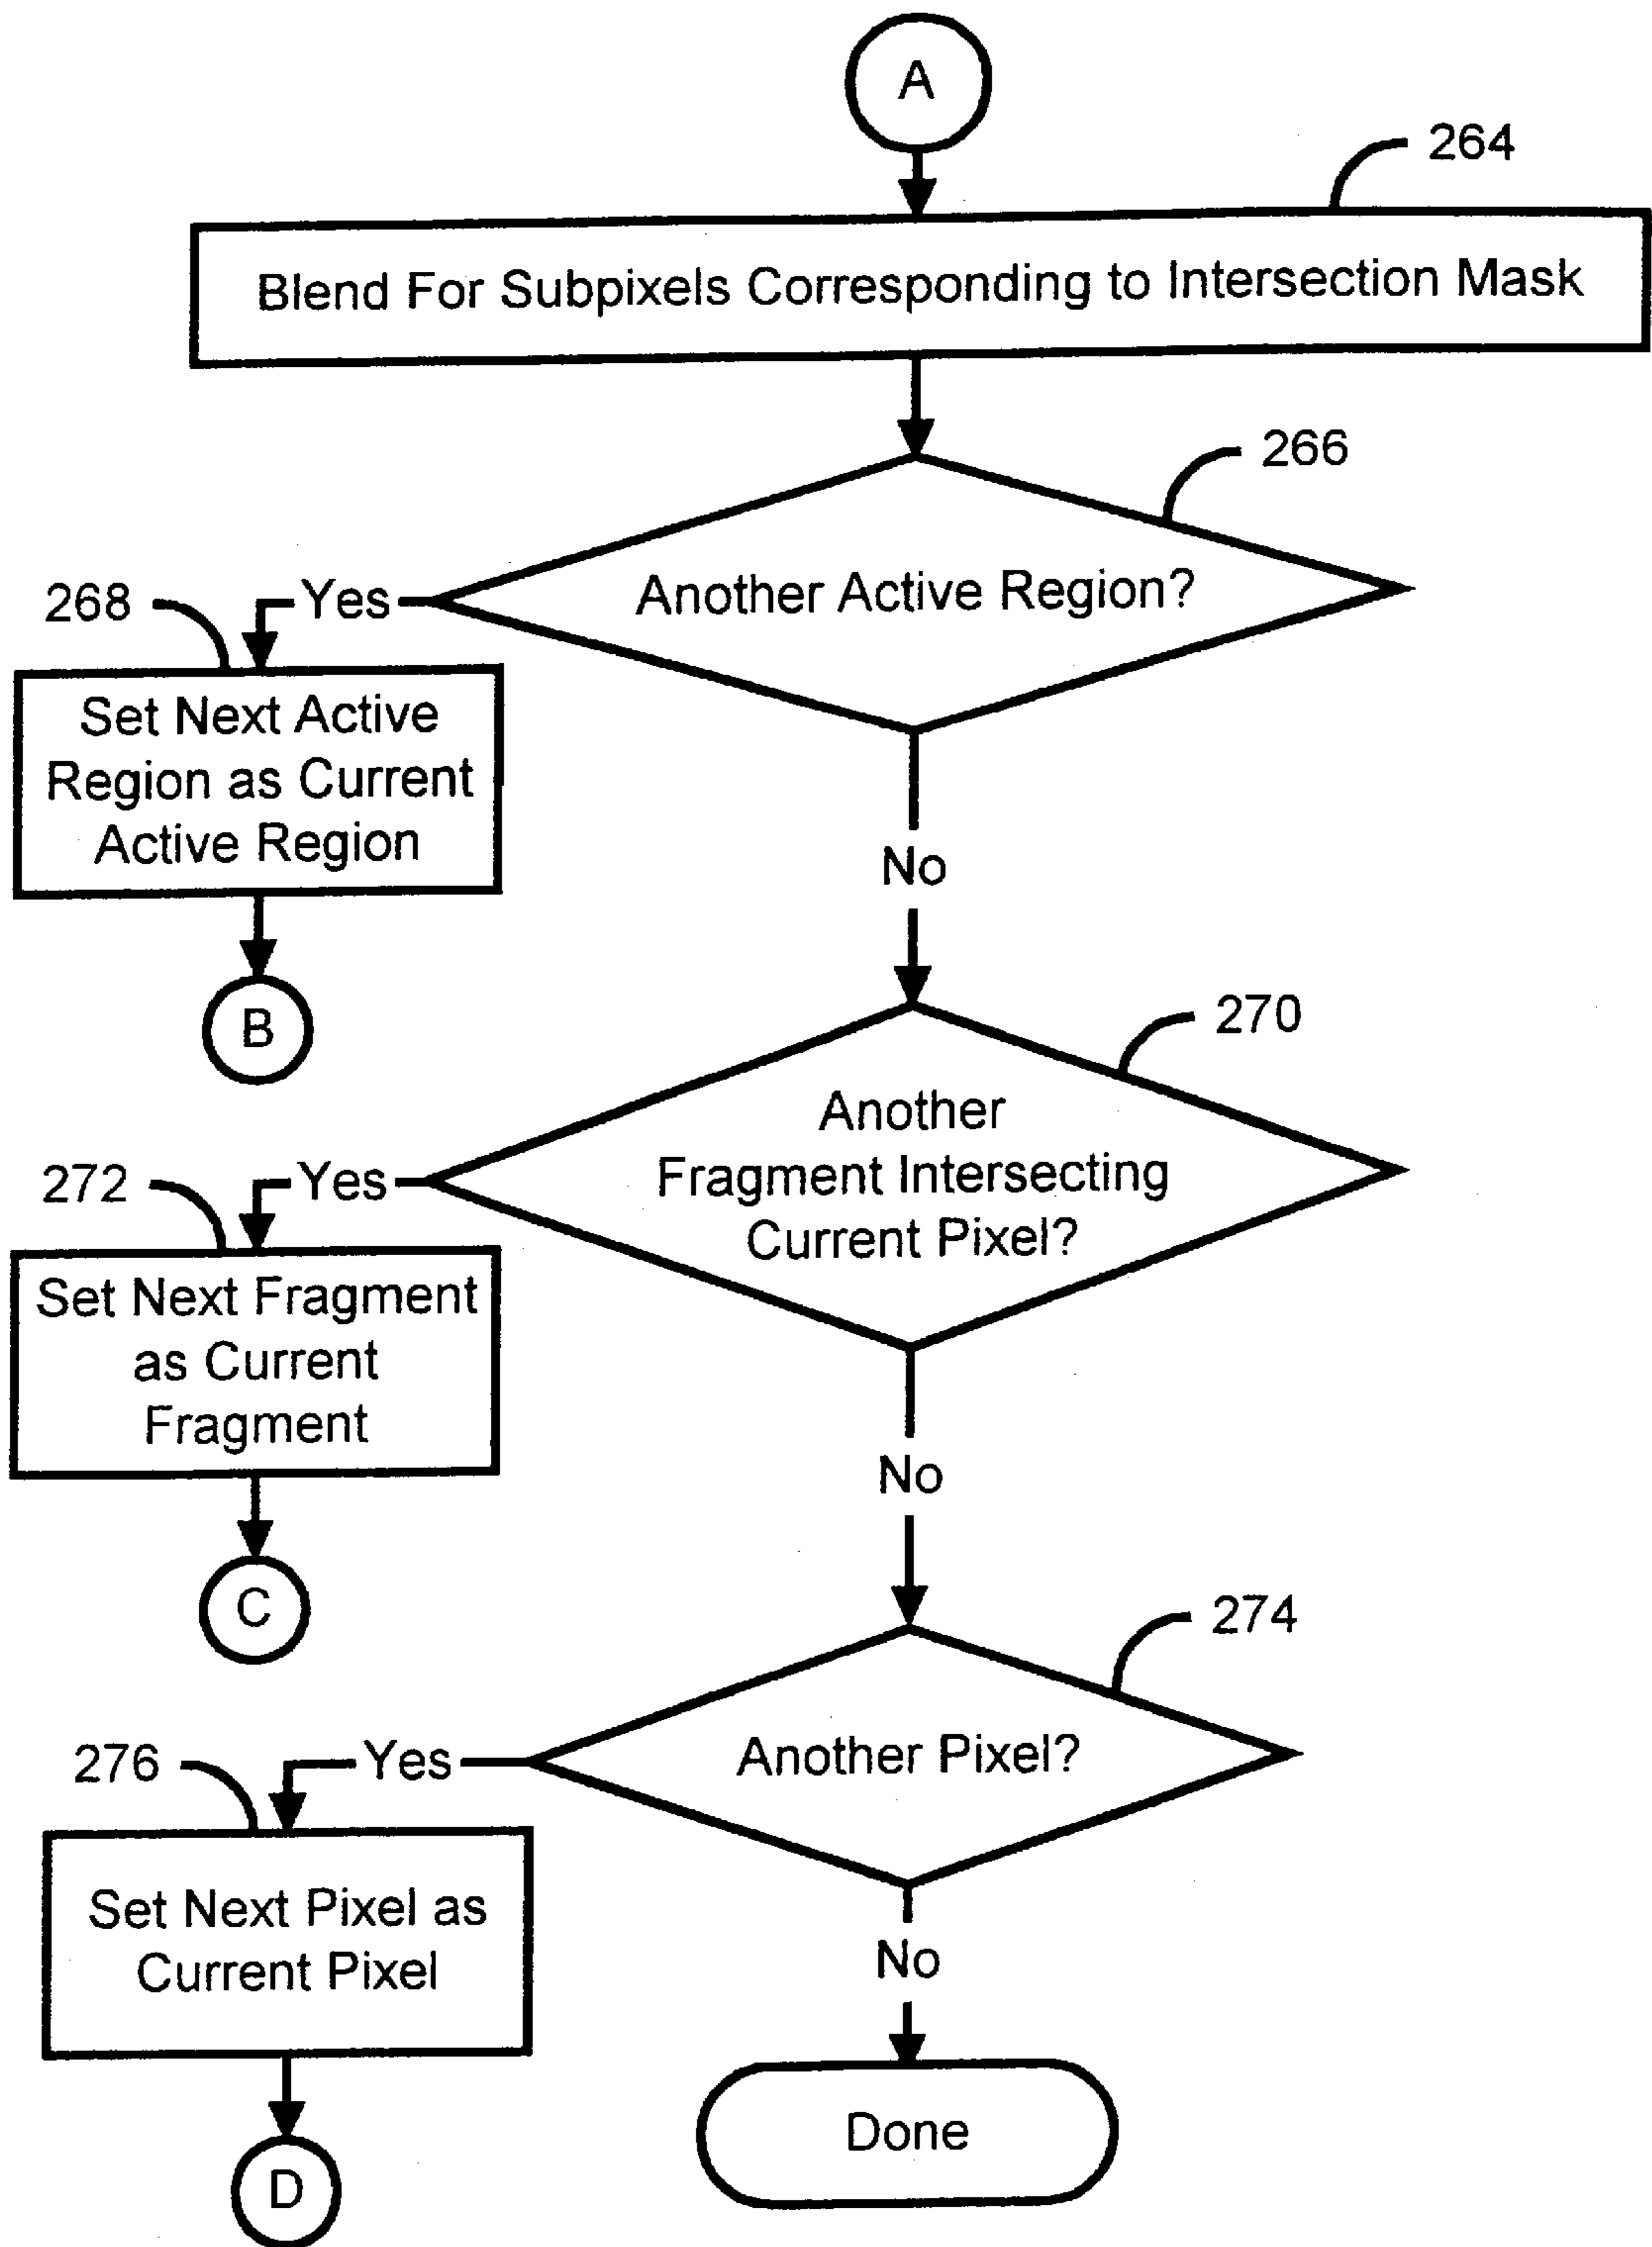 A
264
Blend For Subpixels Corresponding to Intersection Mask
266
Another Active Region?
268
Yes
Set Next Active
Region as Current
Active Region
No
B
270
Another
Fragment Intersecting
Current Pixel?
272
Yes
Set Next Fragment
as Current
Fragment
No
C
274
Another Pixel?
276
Yes
Set Next Pixel as
Current Pixel
No
Done
D